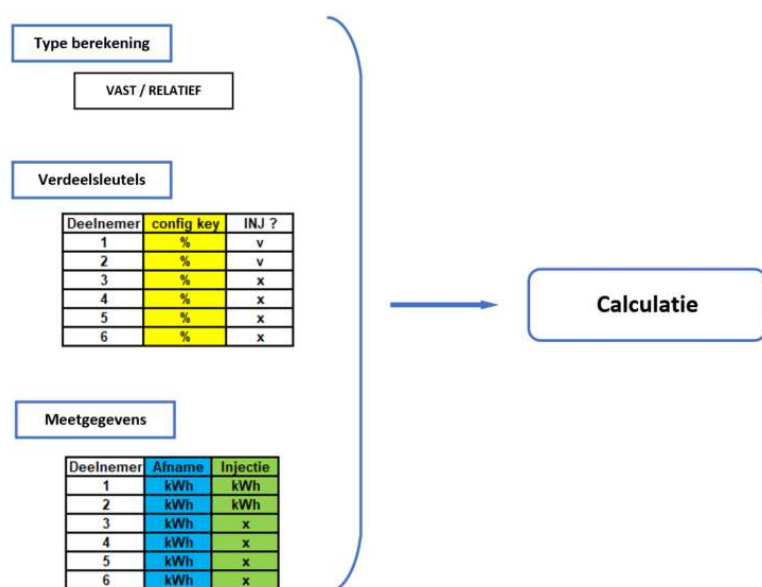 Type berekening
VAST / RELATIEF
Verdeelsleutels
Deelnemer config key INJ ?
1 % v
2 % v
3 % x
4 % x
5 % x
6 % x
Calculatie
Meetgegevens
Deelnemer Afname Injectie
1 kWh kWh
2 kWh kWh
3 kWh x
4 kWh x
5 kWh x
6 kWh x